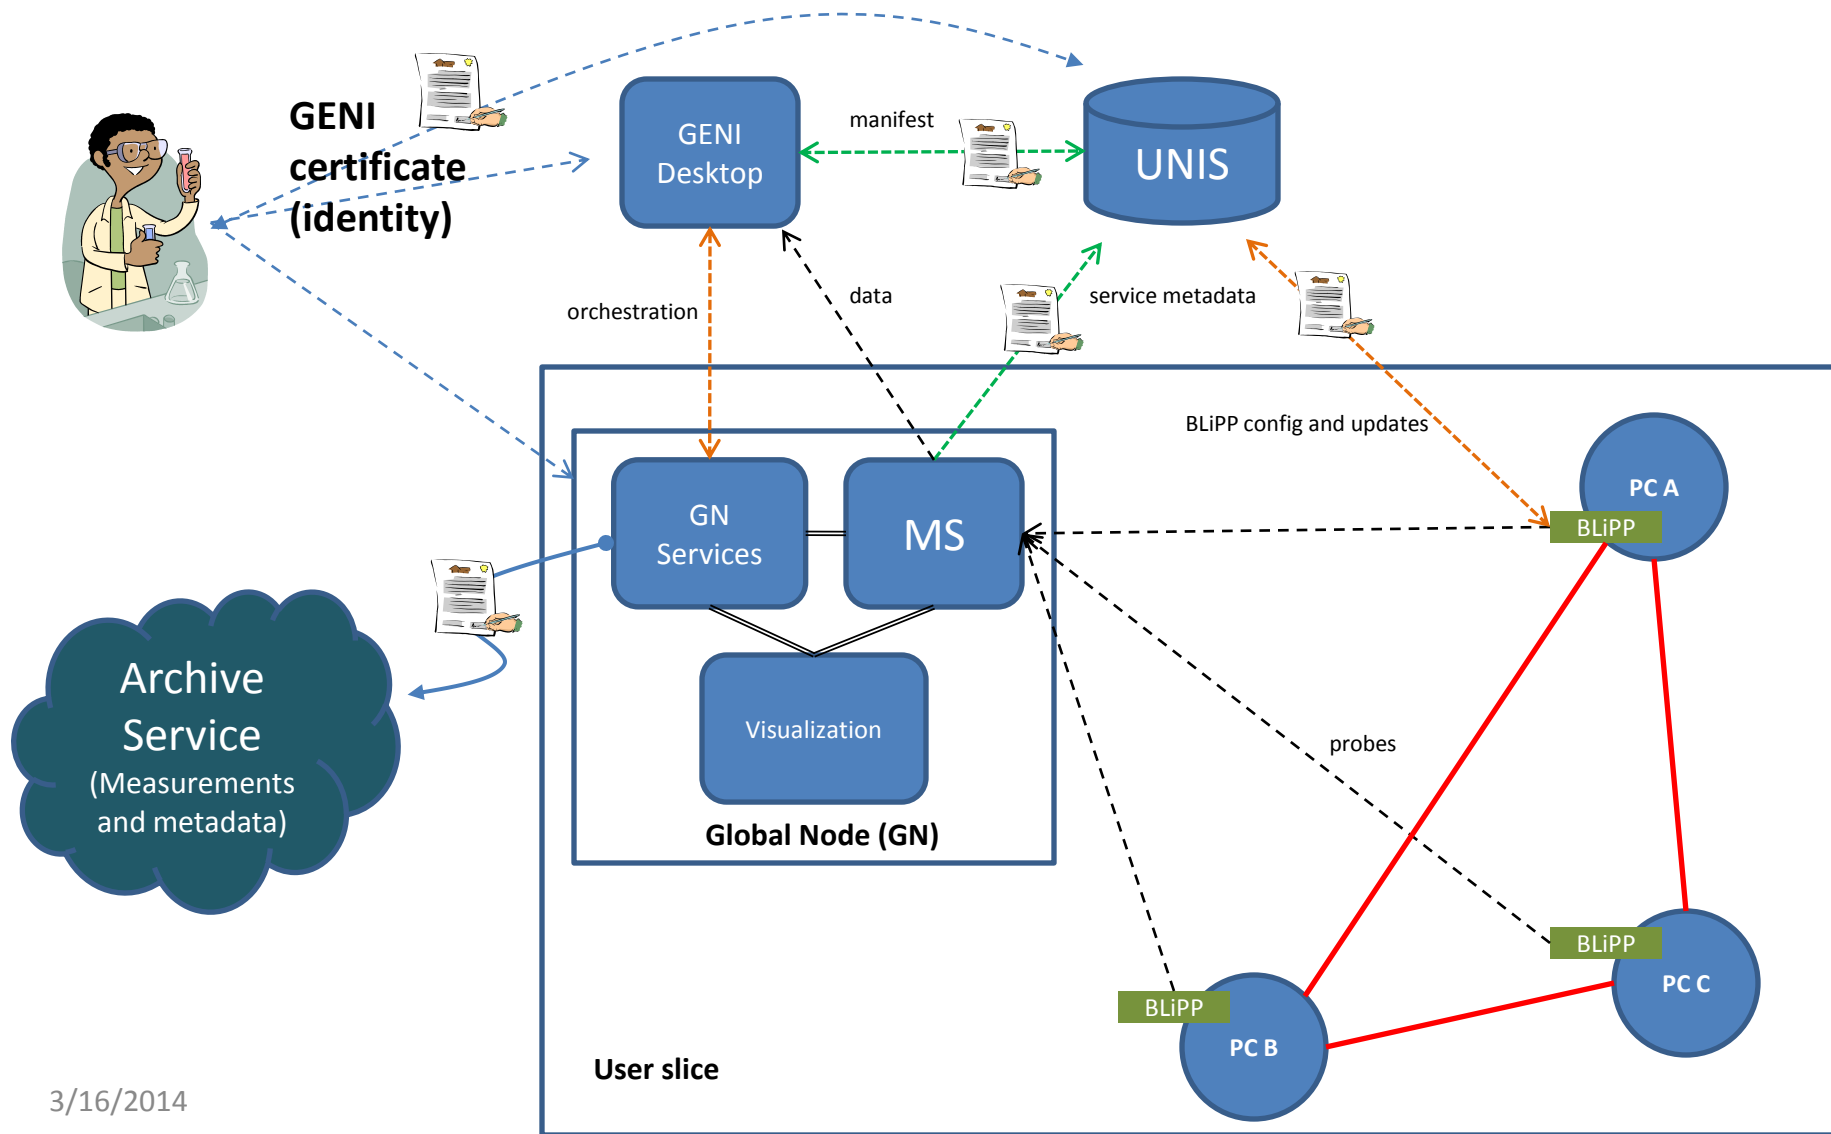 GENI
certificate
(identity)
GENI
Desktop
manifest
UNIS
orchestration
data
service metadata
BLiPP config and updates
PC A
BLiPP
GN
Services
MS
Visualization
Global Node (GN)
Archive
Service
(Measurements
and metadata)
probes
BLiPP
PC C
BLiPP
PC B
User slice
3/16/2014